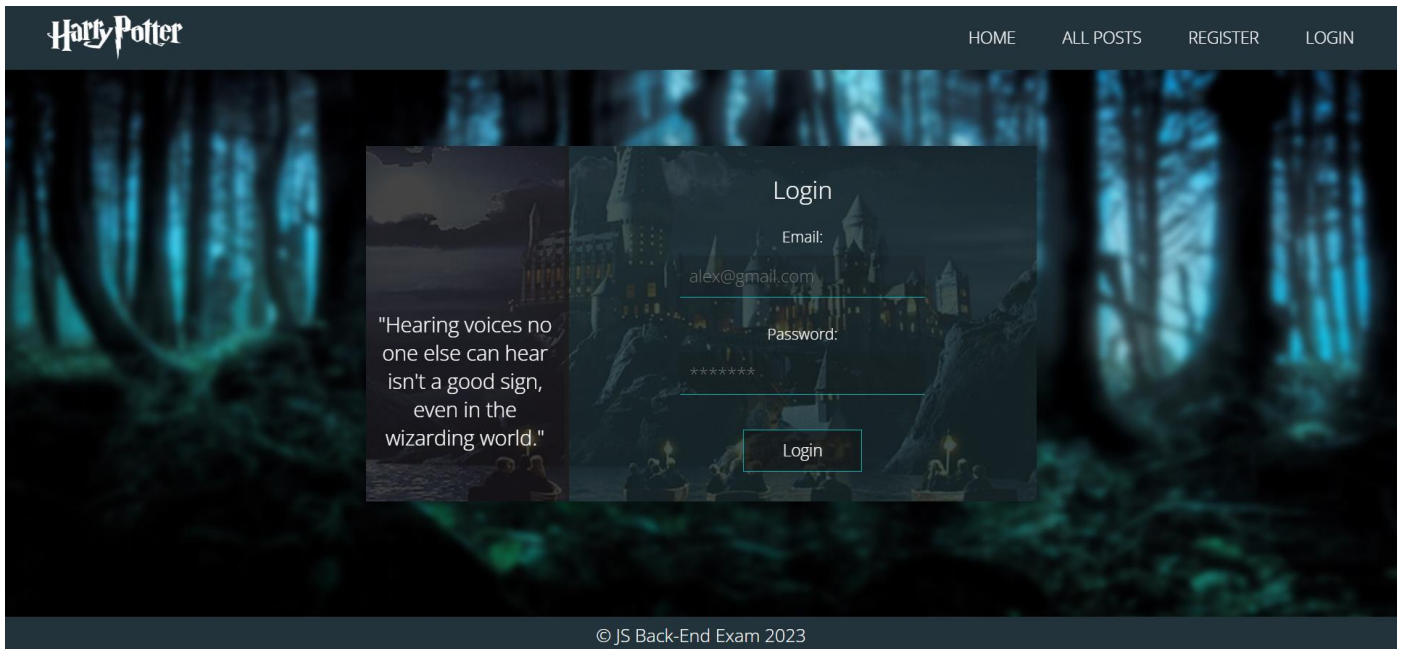 Harry Potter
HOME ALL POSTS REGISTER LOGIN
Login
Email:
alex@gmail.com
Password:
*******
Login
"Hearing voices no
one else can hear
isn't a good sign,
even in the
wizarding world."
© JS Back-End Exam 2023